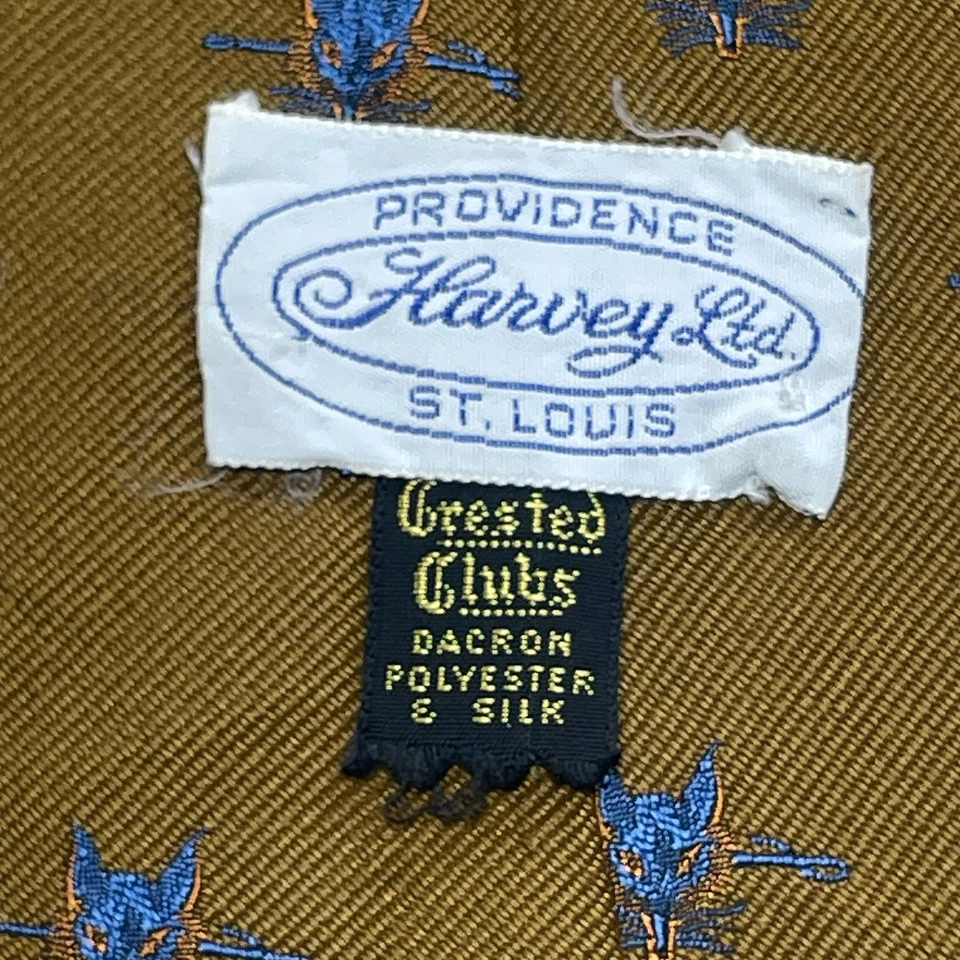 PROVIDENCE
Harvey Ltd.
ST. LOUIS
Crested
Clubs
DACRON
POLYESTER
& SILK